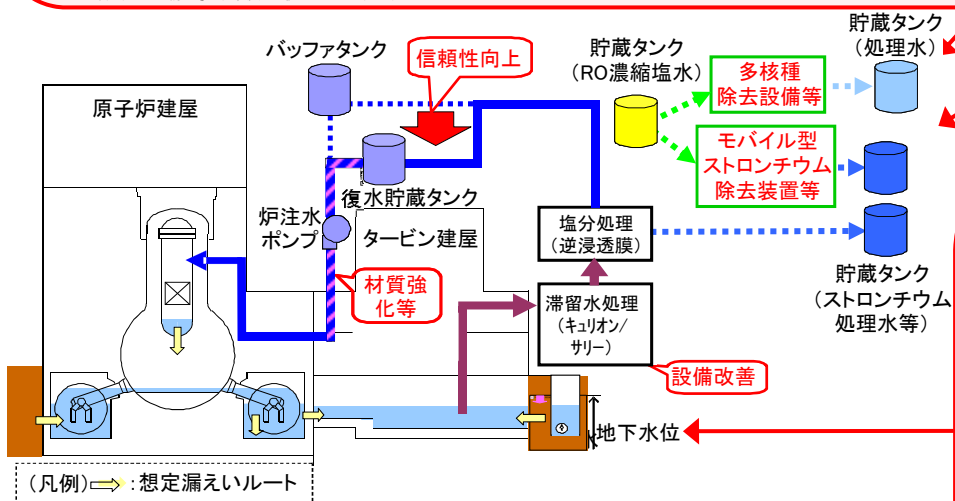 バッファタンク
信頼性向上
貯蔵タンク
(RO濃縮塩水)
多核種
除去設備等
貯蔵タンク
(処理水)
原子炉建屋
モバイル型
ストロンチウム
除去装置等
復水貯蔵タンク
炉注水
ポンプ
タービン建屋
塩分処理
(逆浸透膜)
貯蔵タンク
(ストロンチウム
処理水等)
材質強
化等
滞留水処理
(キュリオン/
サリー)
設備改善
地下水位
(凡例)
:想定漏えいルート